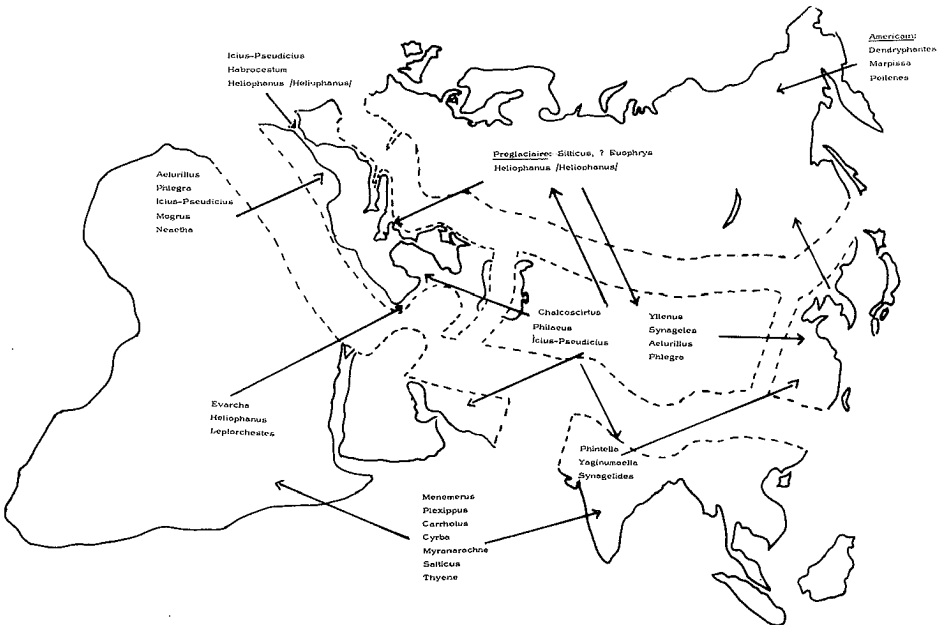 Icius-Pseudicius
Habrocestum
Heliophanus /Heliophanus/
Americain:
Dendryphantes
Marpissa
Pellenes
Preglaciaire: Sitticus, ? Euophrys
Heliophanus /Heliophanus/
Aelurillus
Phlegra
Icius-Pseudicius
Mogrus
Neaetha
Chalcoscirtus
Philaeus
Icius-Pseudicius
Yllenus
Synageles
Aelurillus
Phlegra
Evarcha
Heliophanus
Leptorchestes
Phintella
Yaginumaella
Synagelides
Menemerus
Plexippus
Carrhotus
Cyrba
Myrmarachne
Salticus
Thyene